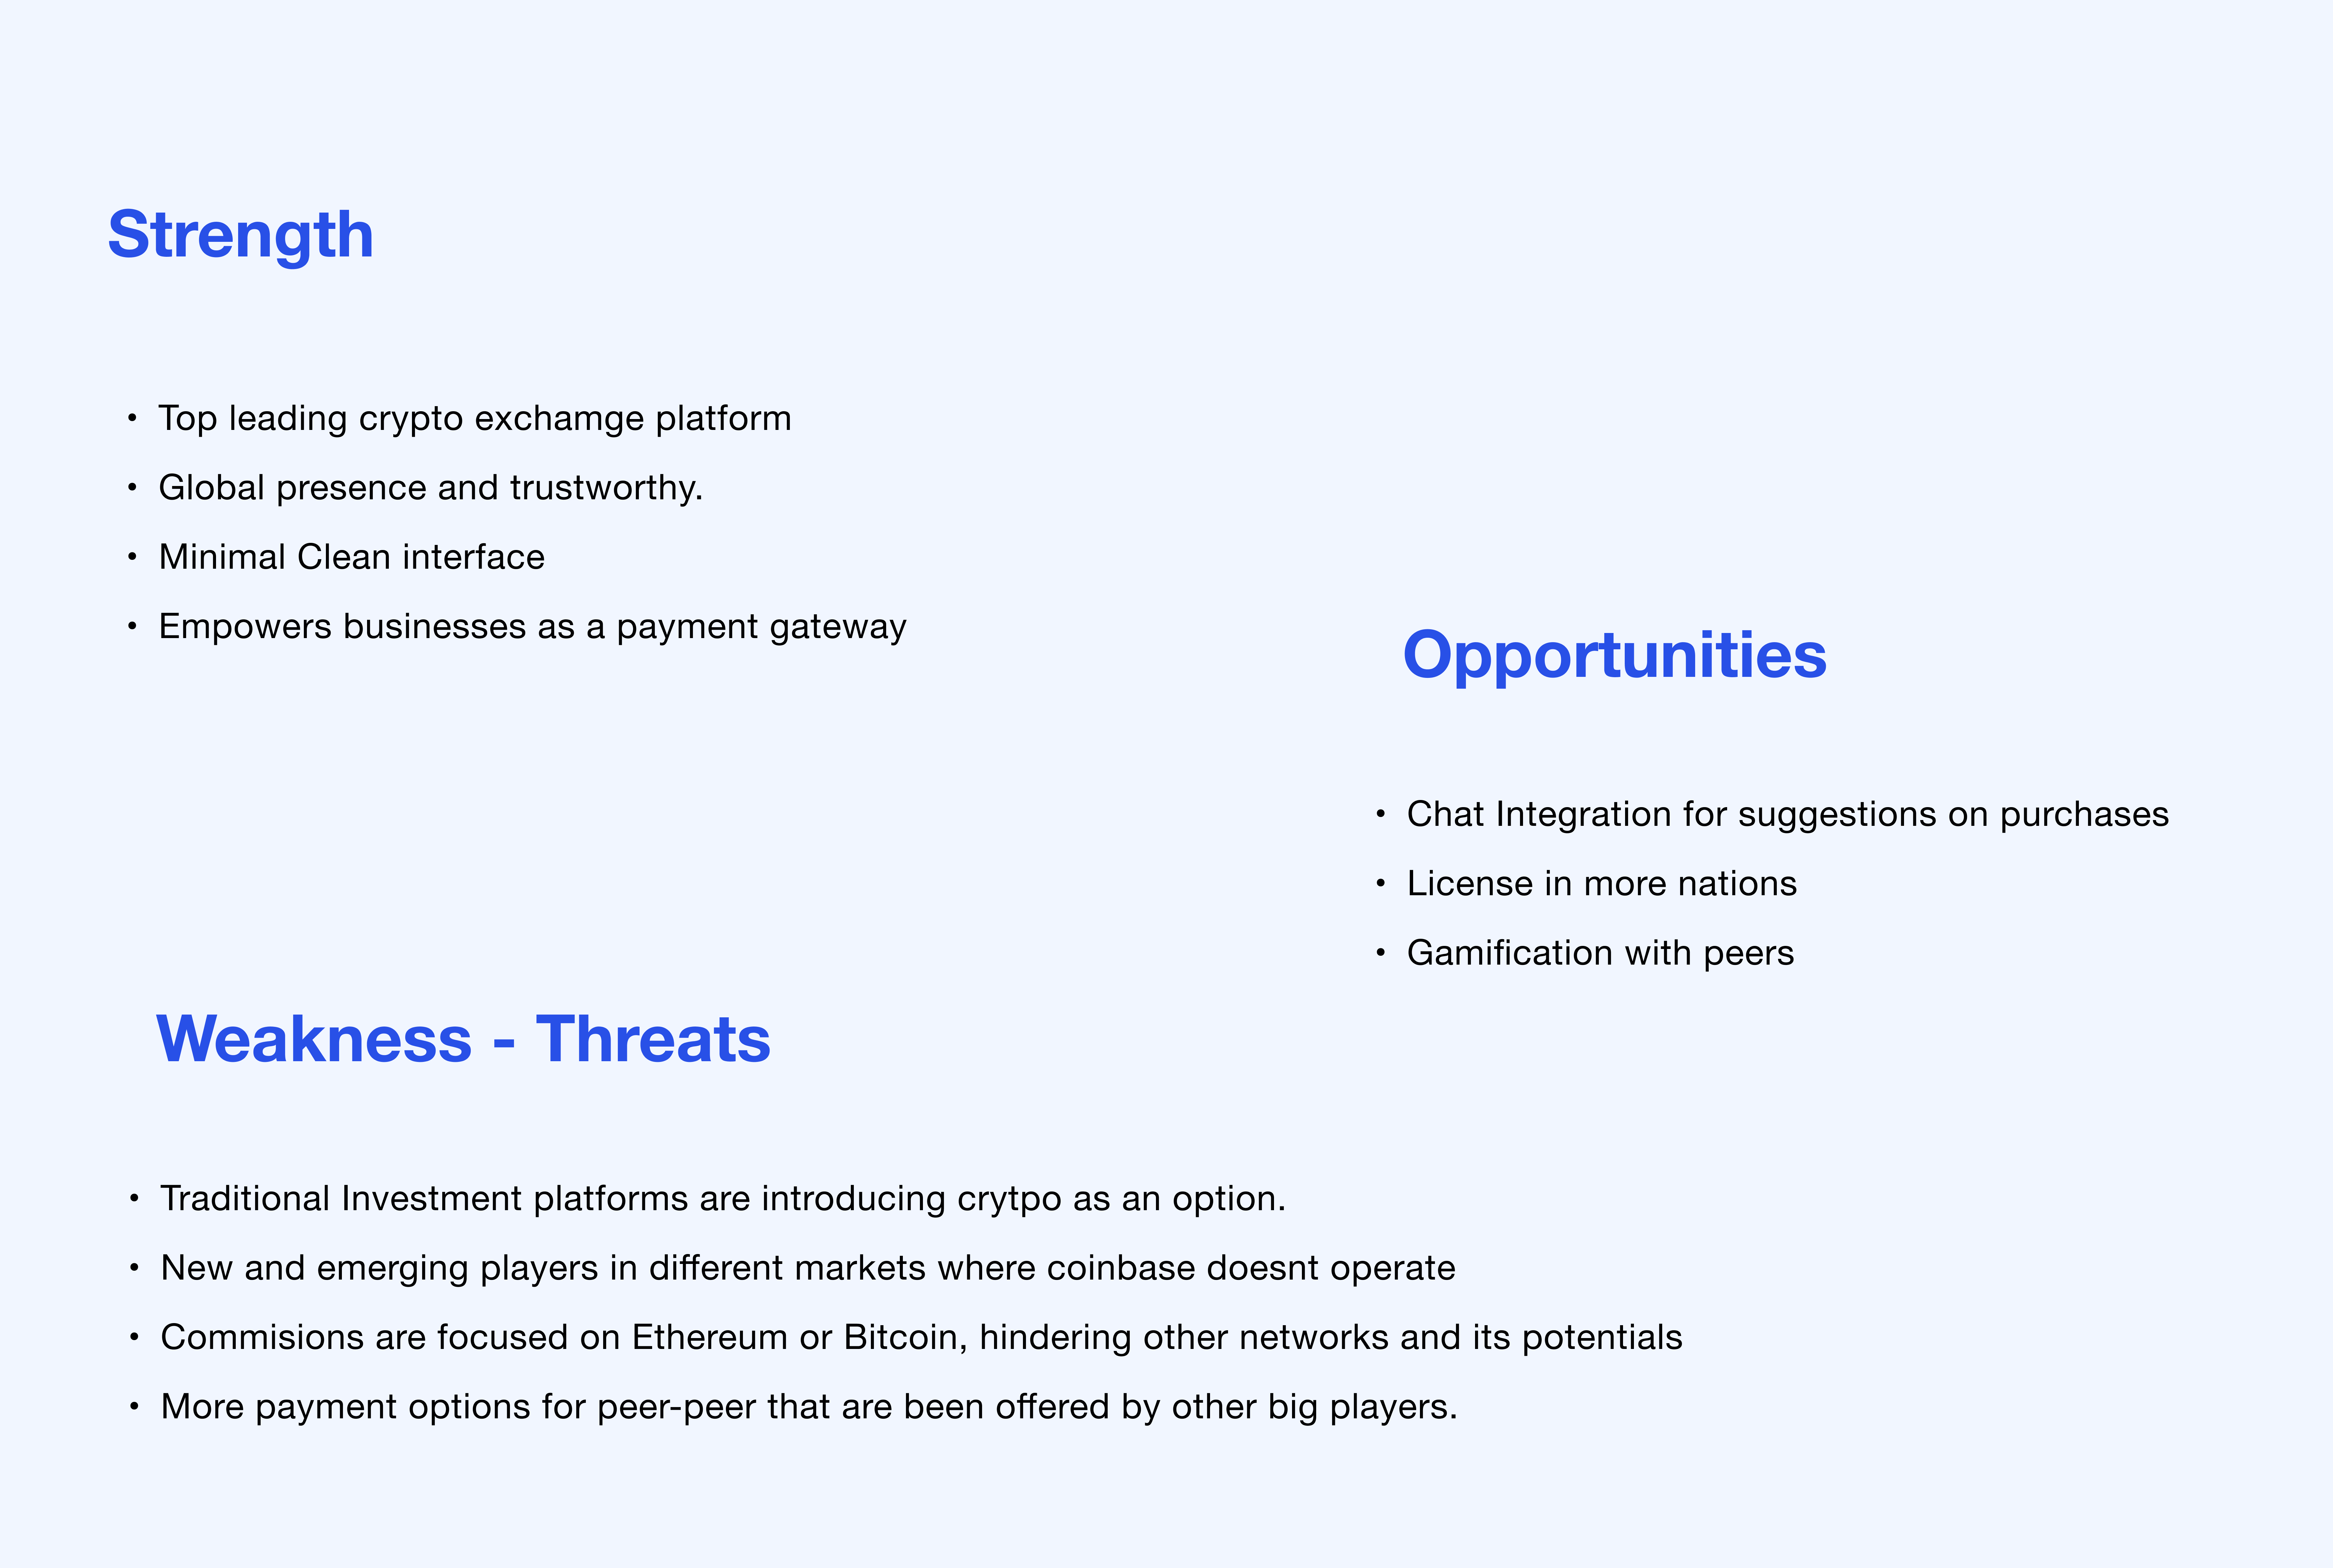 Strength
• Top leading crypto exchamge platform
• Global presence and trustworthy.
• Minimal Clean interface
• Empowers businesses as a payment gateway
Opportunities
• Chat Integration for suggestions on purchases
• License in more nations
• Gamification with peers
Weakness - Threats
• Traditional Investment platforms are introducing crytpo as an option.
• New and emerging players in different markets where coinbase doesnt operate
• Commisions are focused on Ethereum or Bitcoin, hindering other networks and its potentials
• More payment options for peer-peer that are been offered by other big players.